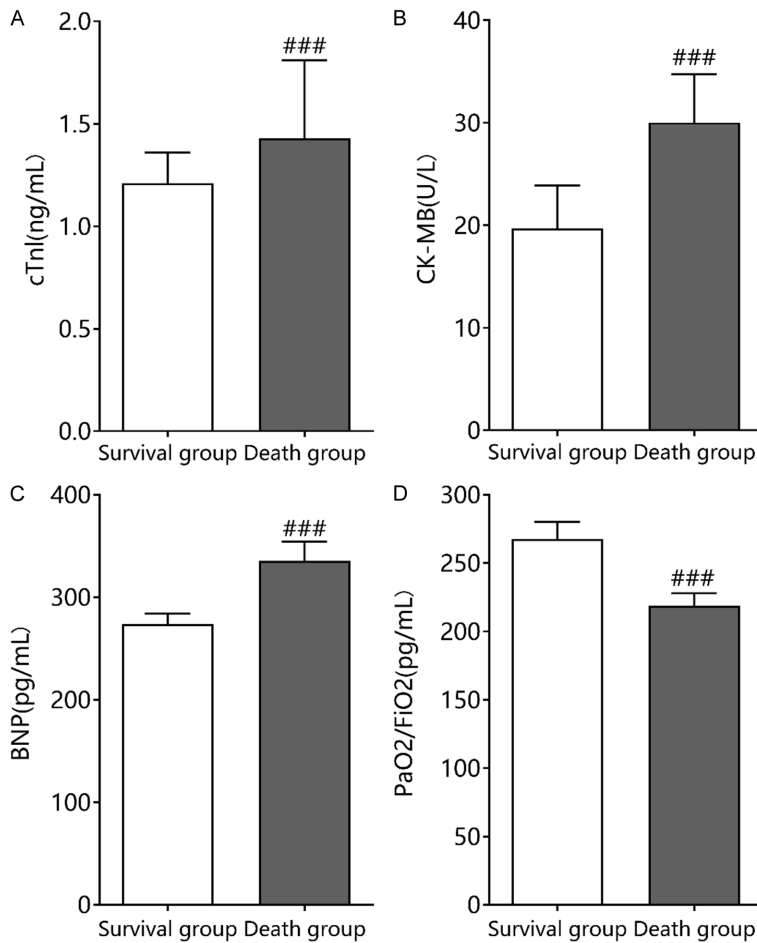 A
cTnl(ng/mL)
2.0
1.5
1.0
0.5
0.0
###
Survival group Death group
B
CK-MB(U/L)
40
30
20
10
0
###
Survival group Death group
C
BNP(pg/mL)
400
300
200
100
0
###
Survival group Death group
D
PaO2/FiO2(pg/mL)
300
250
200
150
100
50
0
###
Survival group Death group